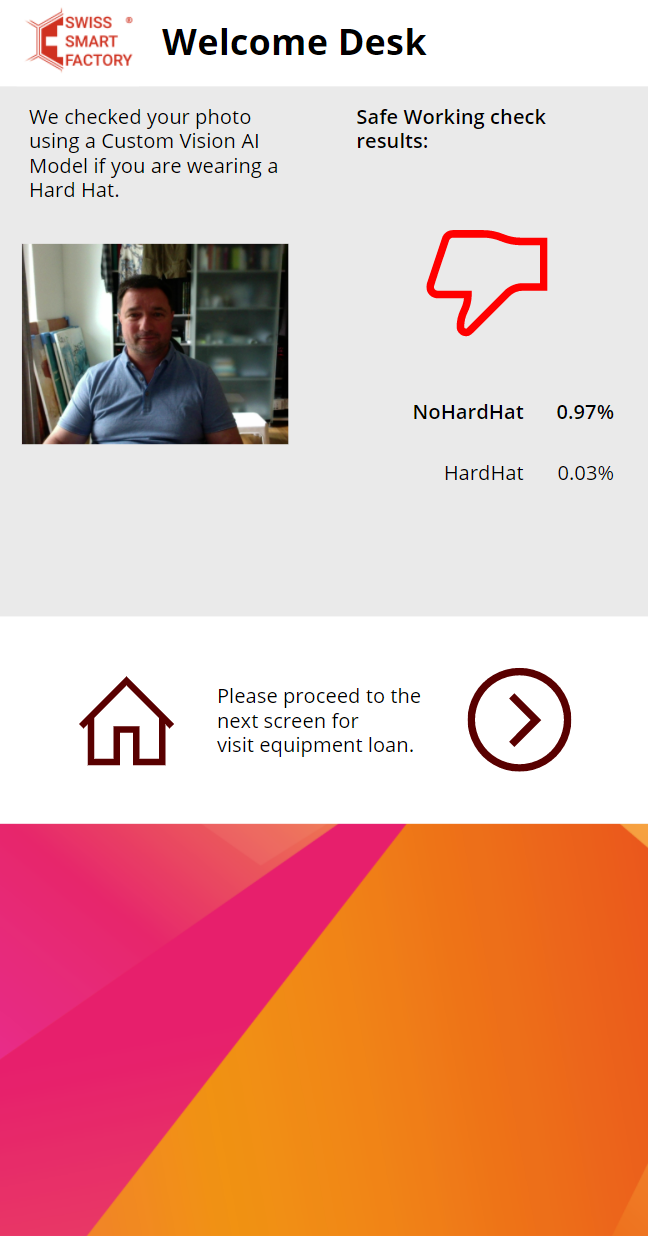 SWISS ®
SMART
FACTORY
Welcome Desk
We checked your photo
using a Custom Vision AI
Model if you are wearing a
Hard Hat.
Safe Working check
results:
NoHardHat 0.97%
HardHat 0.03%
Please proceed to the
next screen for
visit equipment loan.